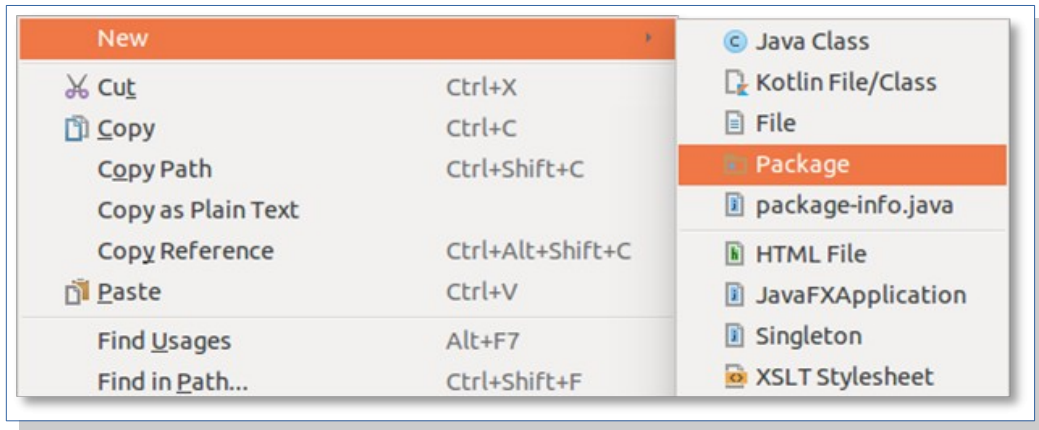 New
Cut Ctrl+X
Copy Ctrl+C
Copy Path Ctrl+Shift+C
Copy as Plain Text
Copy Reference Ctrl+Alt+Shift+C
Paste Ctrl+V
Find Usages Alt+F7
Find in Path... Ctrl+Shift+F
Java Class
Kotlin File/Class
File
Package
package-info.java
HTML File
JavaFXApplication
Singleton
XSLT Stylesheet